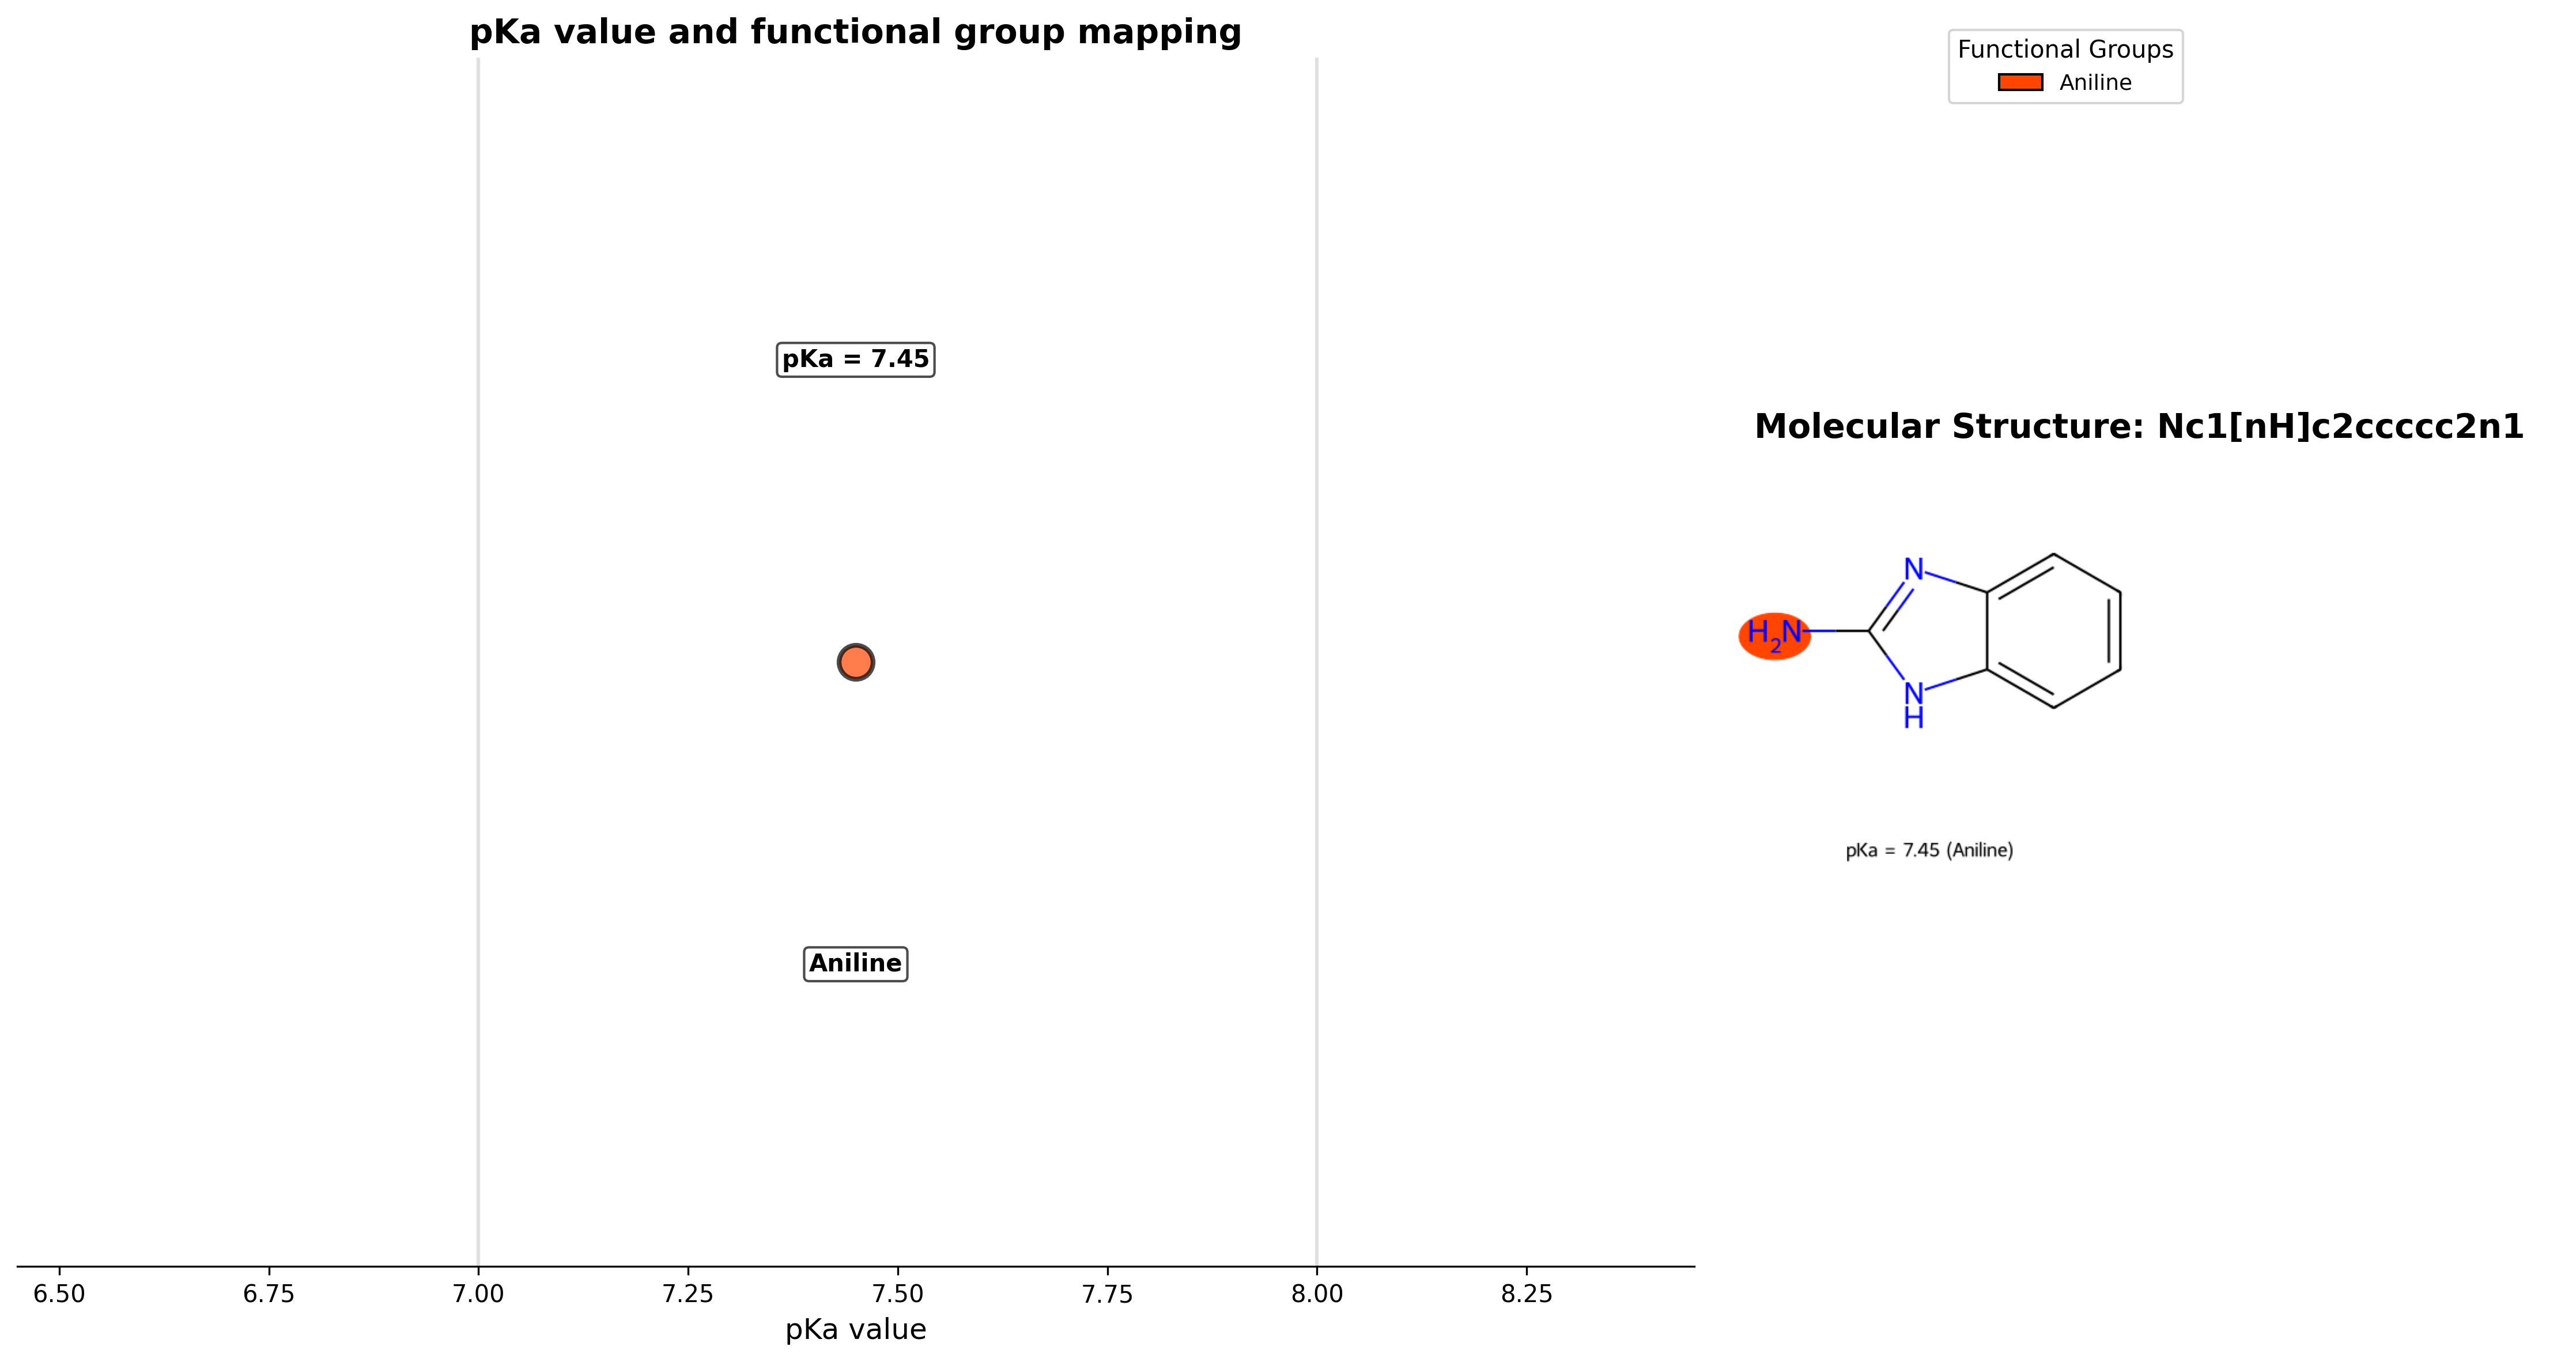 pKa value and functional group mapping
pKa = 7.45
Aniline
6.50 6.75 7.00 7.25 7.50 7.75 8.00 8.25
pKa value
Functional Groups
Aniline
Molecular Structure: Nc1[nH]c2ccccc2n1
N
H2N
N
H
pKa = 7.45 (Aniline)